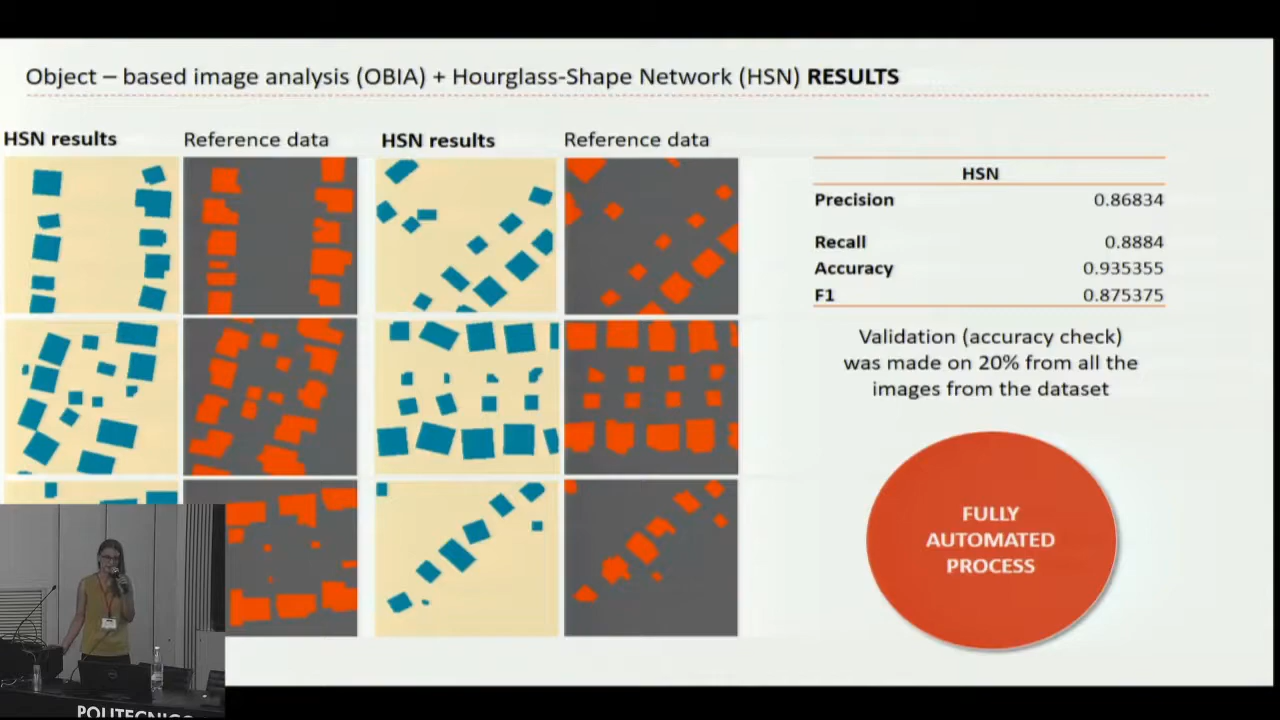 Object – based image analysis (OBIA) + Hourglass-Shape Network (HSN) RESULTS
HSN results
Reference data
HSN results
Reference data
HSN
Precision 0.86834
Recall 0.8884
Accuracy 0.935355
F1 0.875375
Validation (accuracy check)
was made on 20% from all the
images from the dataset
FULLY
AUTOMATED
PROCESS
POLITECNICO